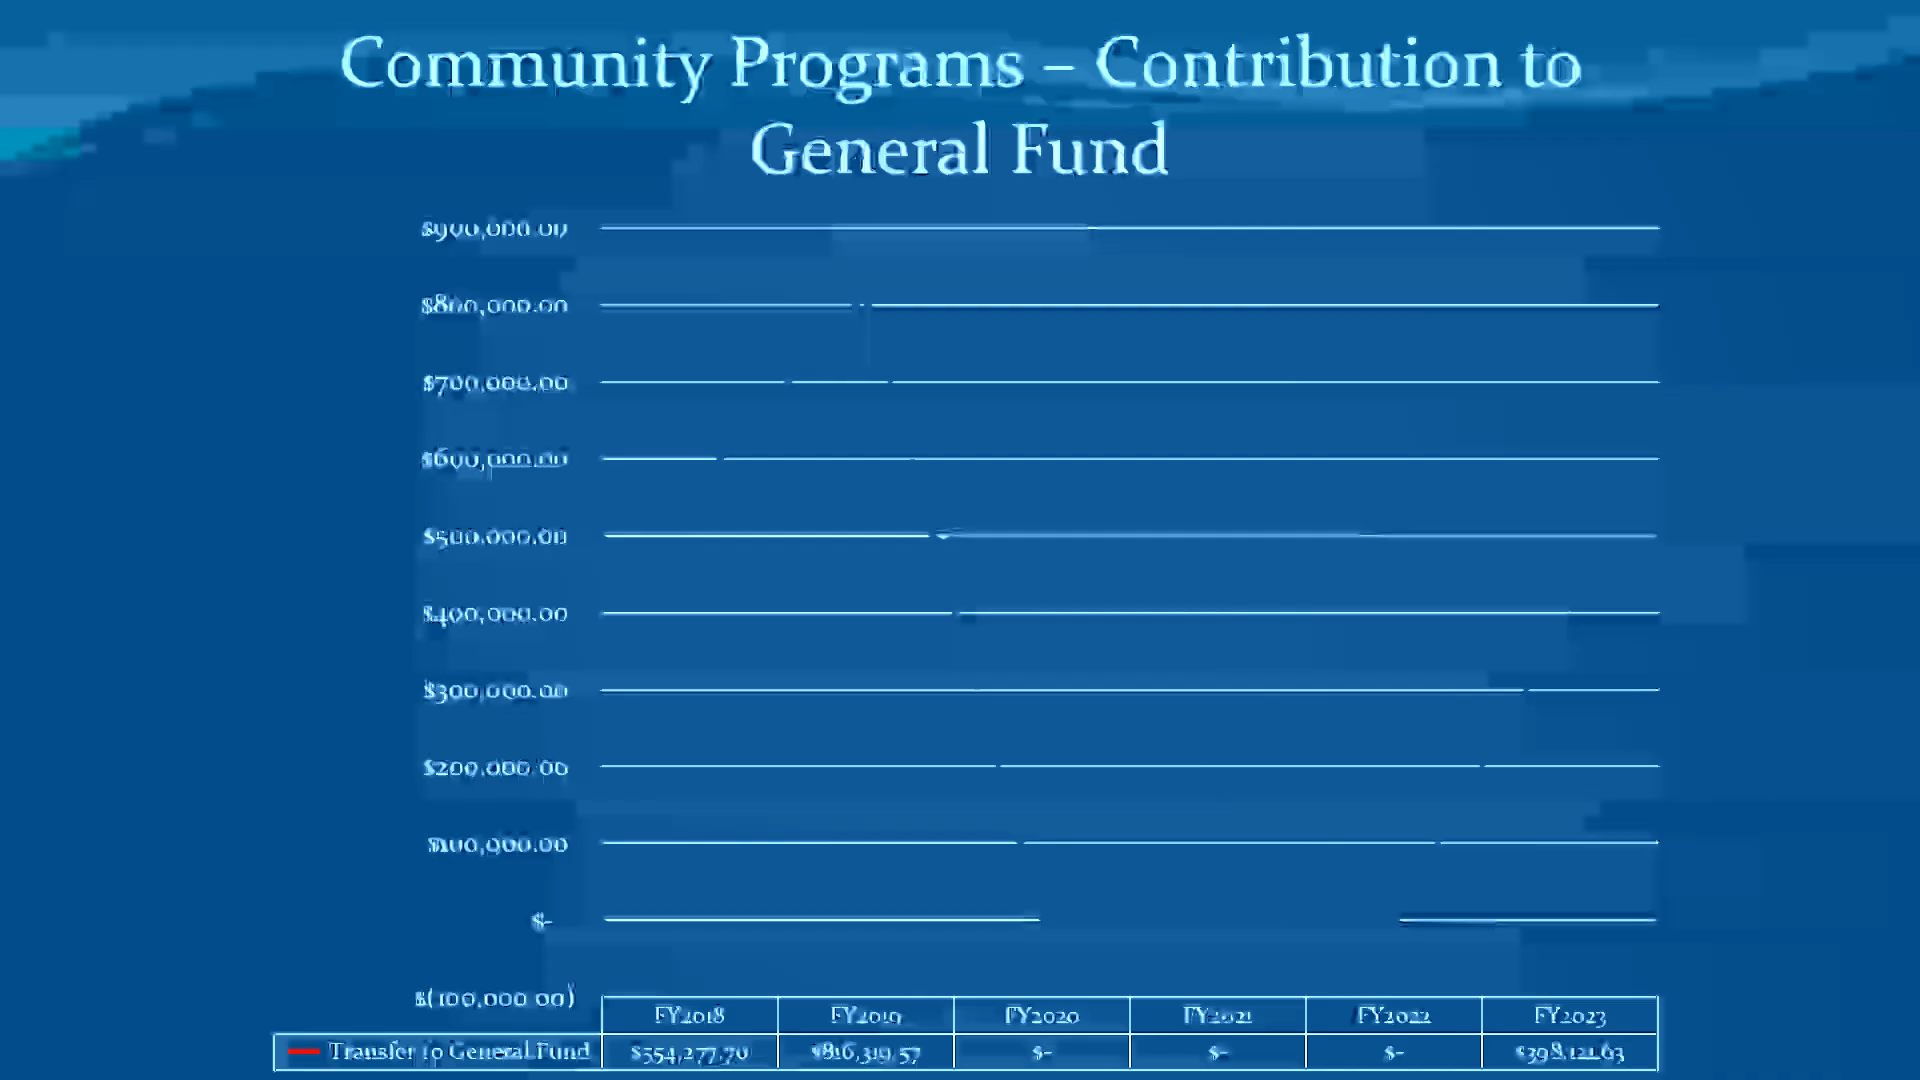 Community Programs – Contribution to
General Fund
$900,000.00
$800,000.00
$700,000.00
$600,000.00
$500,000.00
$400,000.00
$300,000.00
$200,000.00
$100,000.00
$-
$(100,000.00)
FY2018 FY2019 FY2020 FY2021 FY2022 FY2023
Transfer to General Fund $554,277.70 $816,319.57 $- $- $- $398,121.63